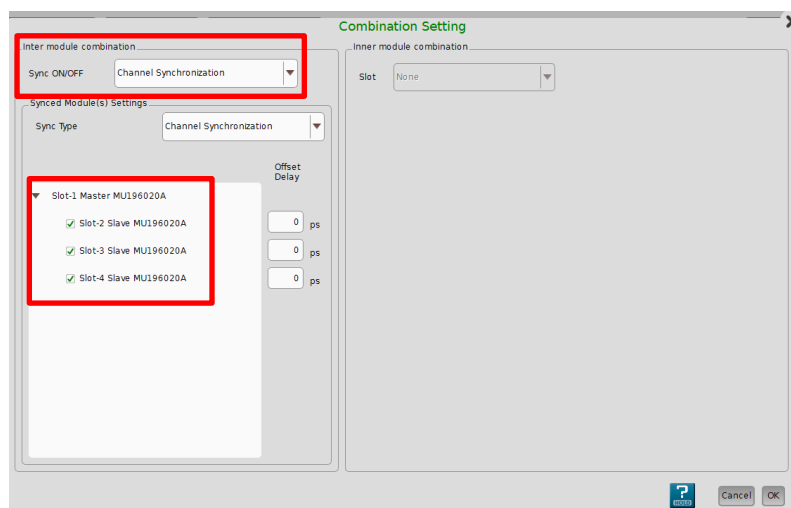 Combination Setting
Inter module combination
Sync ON/OFF Channel Synchronization
Synced Module(s) Settings
Sync Type Channel Synchronization
Offset
Delay
Slot-1 Master MU196020A
Slot-2 Slave MU196020A 0 ps
Slot-3 Slave MU196020A 0 ps
Slot-4 Slave MU196020A 0 ps
Inner module combination
Slot None
?
HOLD
Cancel OK